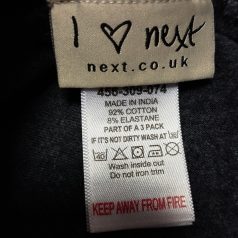 I ♡ next
next.co.uk
456-309-074
MADE IN INDIA
92% COTTON
8% ELASTANE
PART OF A 3 PACK
IF IT'S NOT DIRTY WASH AT
Wash inside out
Do not iron trim
KEEP AWAY FROM FIRE